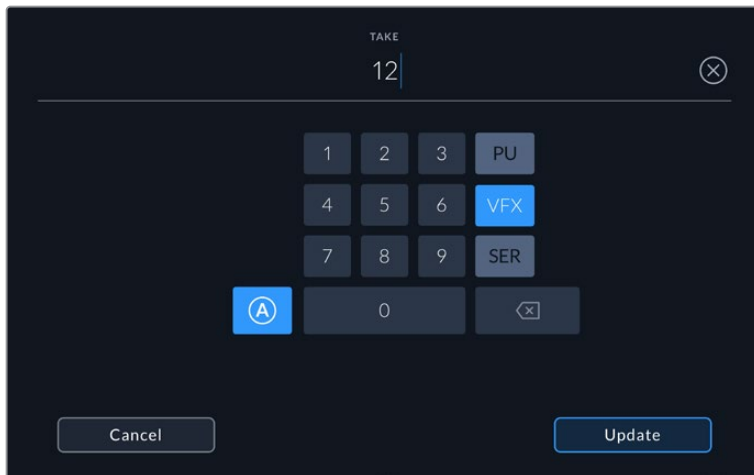 TAKE
12
1 2 3 PU
4 5 6 VFX
7 8 9 SER
A 0
Cancel Update